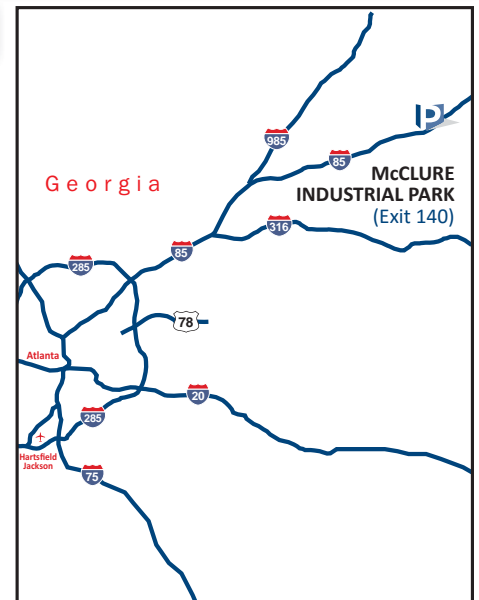 985
P
85
McCLURE
INDUSTRIAL PARK
(Exit 140)
Georgia
316
85
285
78
Atlanta
20
285
Hartsfield
Jackson
75